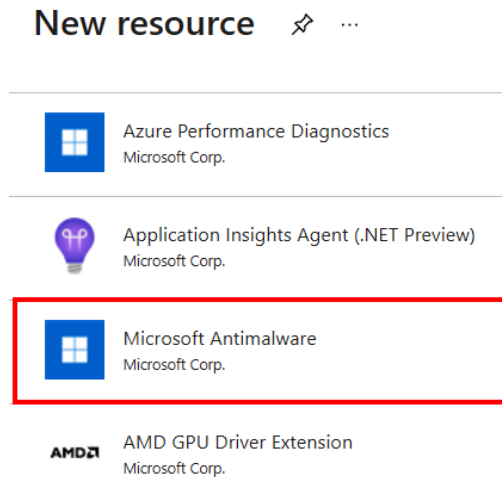 New resource
Azure Performance Diagnostics
Microsoft Corp.
Application Insights Agent (.NET Preview)
Microsoft Corp.
Microsoft Antimalware
Microsoft Corp.
AMD
AMD GPU Driver Extension
Microsoft Corp.